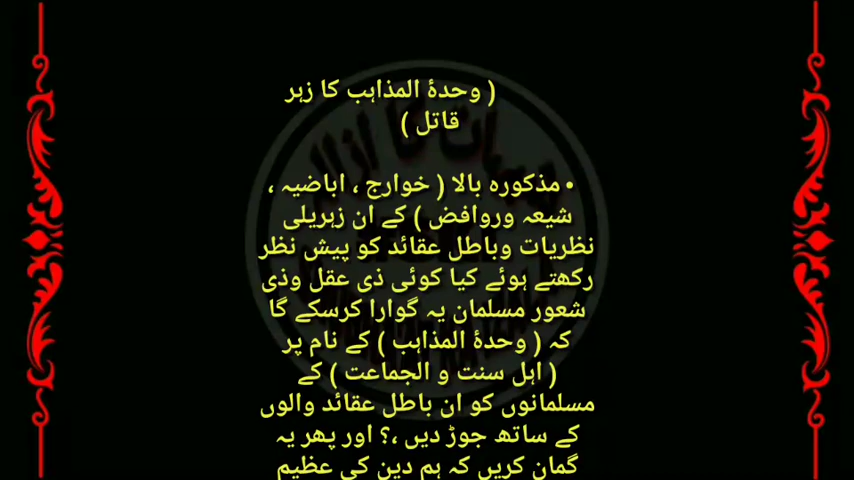 ( وحدۃ المذاہب کا زہر
قاتل )
• مذکورہ بالا ( خوارج ، اباضیہ ،
شیعہ وروافض ) کے ان زہریلی
نظریات وباطل عقائد کو پیش نظر
رکھتے ہوئے کیا کوئی ذی عقل وذی
شعور مسلمان یہ گوارا کرسکے گا
کہ ( وحدۃ المذاہب ) کے نام پر
( اہل سنت و الجماعت ) کے
مسلمانوں کو ان باطل عقائد والوں
کے ساتھ جوڑ دیں ،؟ اور پھر یہ
گمان کریں کہ ہم دین کی عظیم